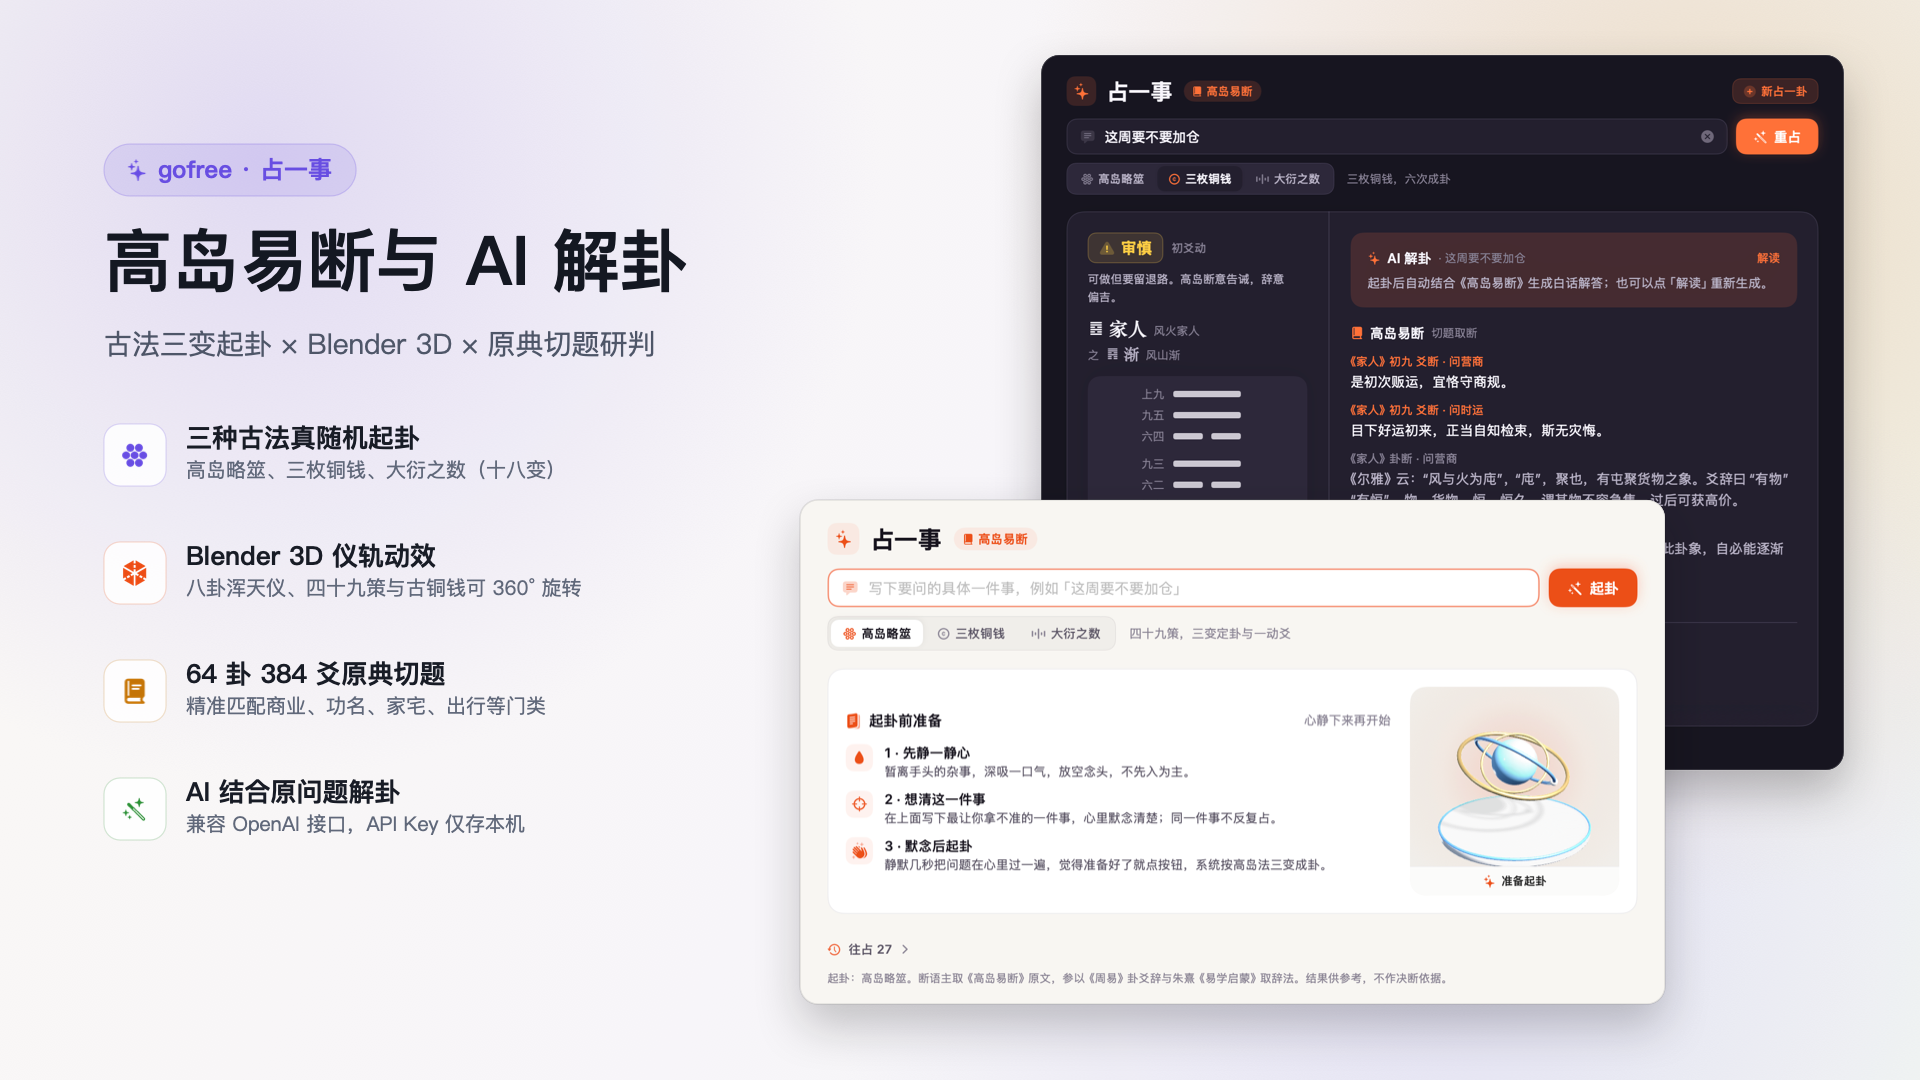 gofree · 占一事
高岛易断与 AI 解卦
古法三变起卦 × Blender 3D × 原典切题研判
三种古法真随机起卦
高岛略筮、三枚铜钱、大衍之数（十八变）
Blender 3D 仪轨动效
八卦浑天仪、四十九策与古铜钱可 360° 旋转
64 卦 384 爻原典切题
精准匹配商业、功名、家宅、出行等门类
AI 结合原问题解卦
兼容 OpenAI 接口，API Key 仅存本机
占一事 高岛易断 新占一卦
这周要不要加仓 重占
高岛略筮 三枚铜钱 大衍之数 三枚铜钱，六次成卦
审慎 初爻动
可做但要留退路。高岛断意告诫，辞意
偏吉。
家人 风火家人
之 渐 风山渐
上九
九五
六四
九三
六二
AI 解卦 · 这周要不要加仓 解读
起卦后自动结合《高岛易断》生成白话解答；也可以点「解读」重新生成。
高岛易断 切题取断
《家人》初九 爻断 · 问营商
是初次贩运，宜恪守商规。
《家人》初九 爻断 · 问时运
目下好运初来，正当自知检束，斯无灾悔。
《家人》卦断 · 问营商
《尔雅》云：“风与火为庉”，“庉”，聚也，有屯聚货物之象。爻辞曰“有物”
过后可获高价。
此卦象，自必能逐渐
占一事 高岛易断
写下要问的具体一件事，例如「这周要不要加仓」 起卦
高岛略筮 三枚铜钱 大衍之数 四十九策，三变定卦与一动爻
起卦前准备 心静下来再开始
1 · 先静一静心
暂离手头的杂事，深吸一口气，放空念头，不先入为主。
2 · 想清这一件事
在上面写下最让你拿不准的一件事，心里默念清楚；同一件事不反复占。
3 · 默念后起卦
静默几秒把问题在心里过一遍，觉得准备好了就点按钮，系统按高岛法三变成卦。
准备起卦
往占 27
起卦：高岛略筮。断语主取《高岛易断》原文，参以《周易》卦爻辞与朱熹《易学启蒙》取辞法。结果供参考，不作决断依据。